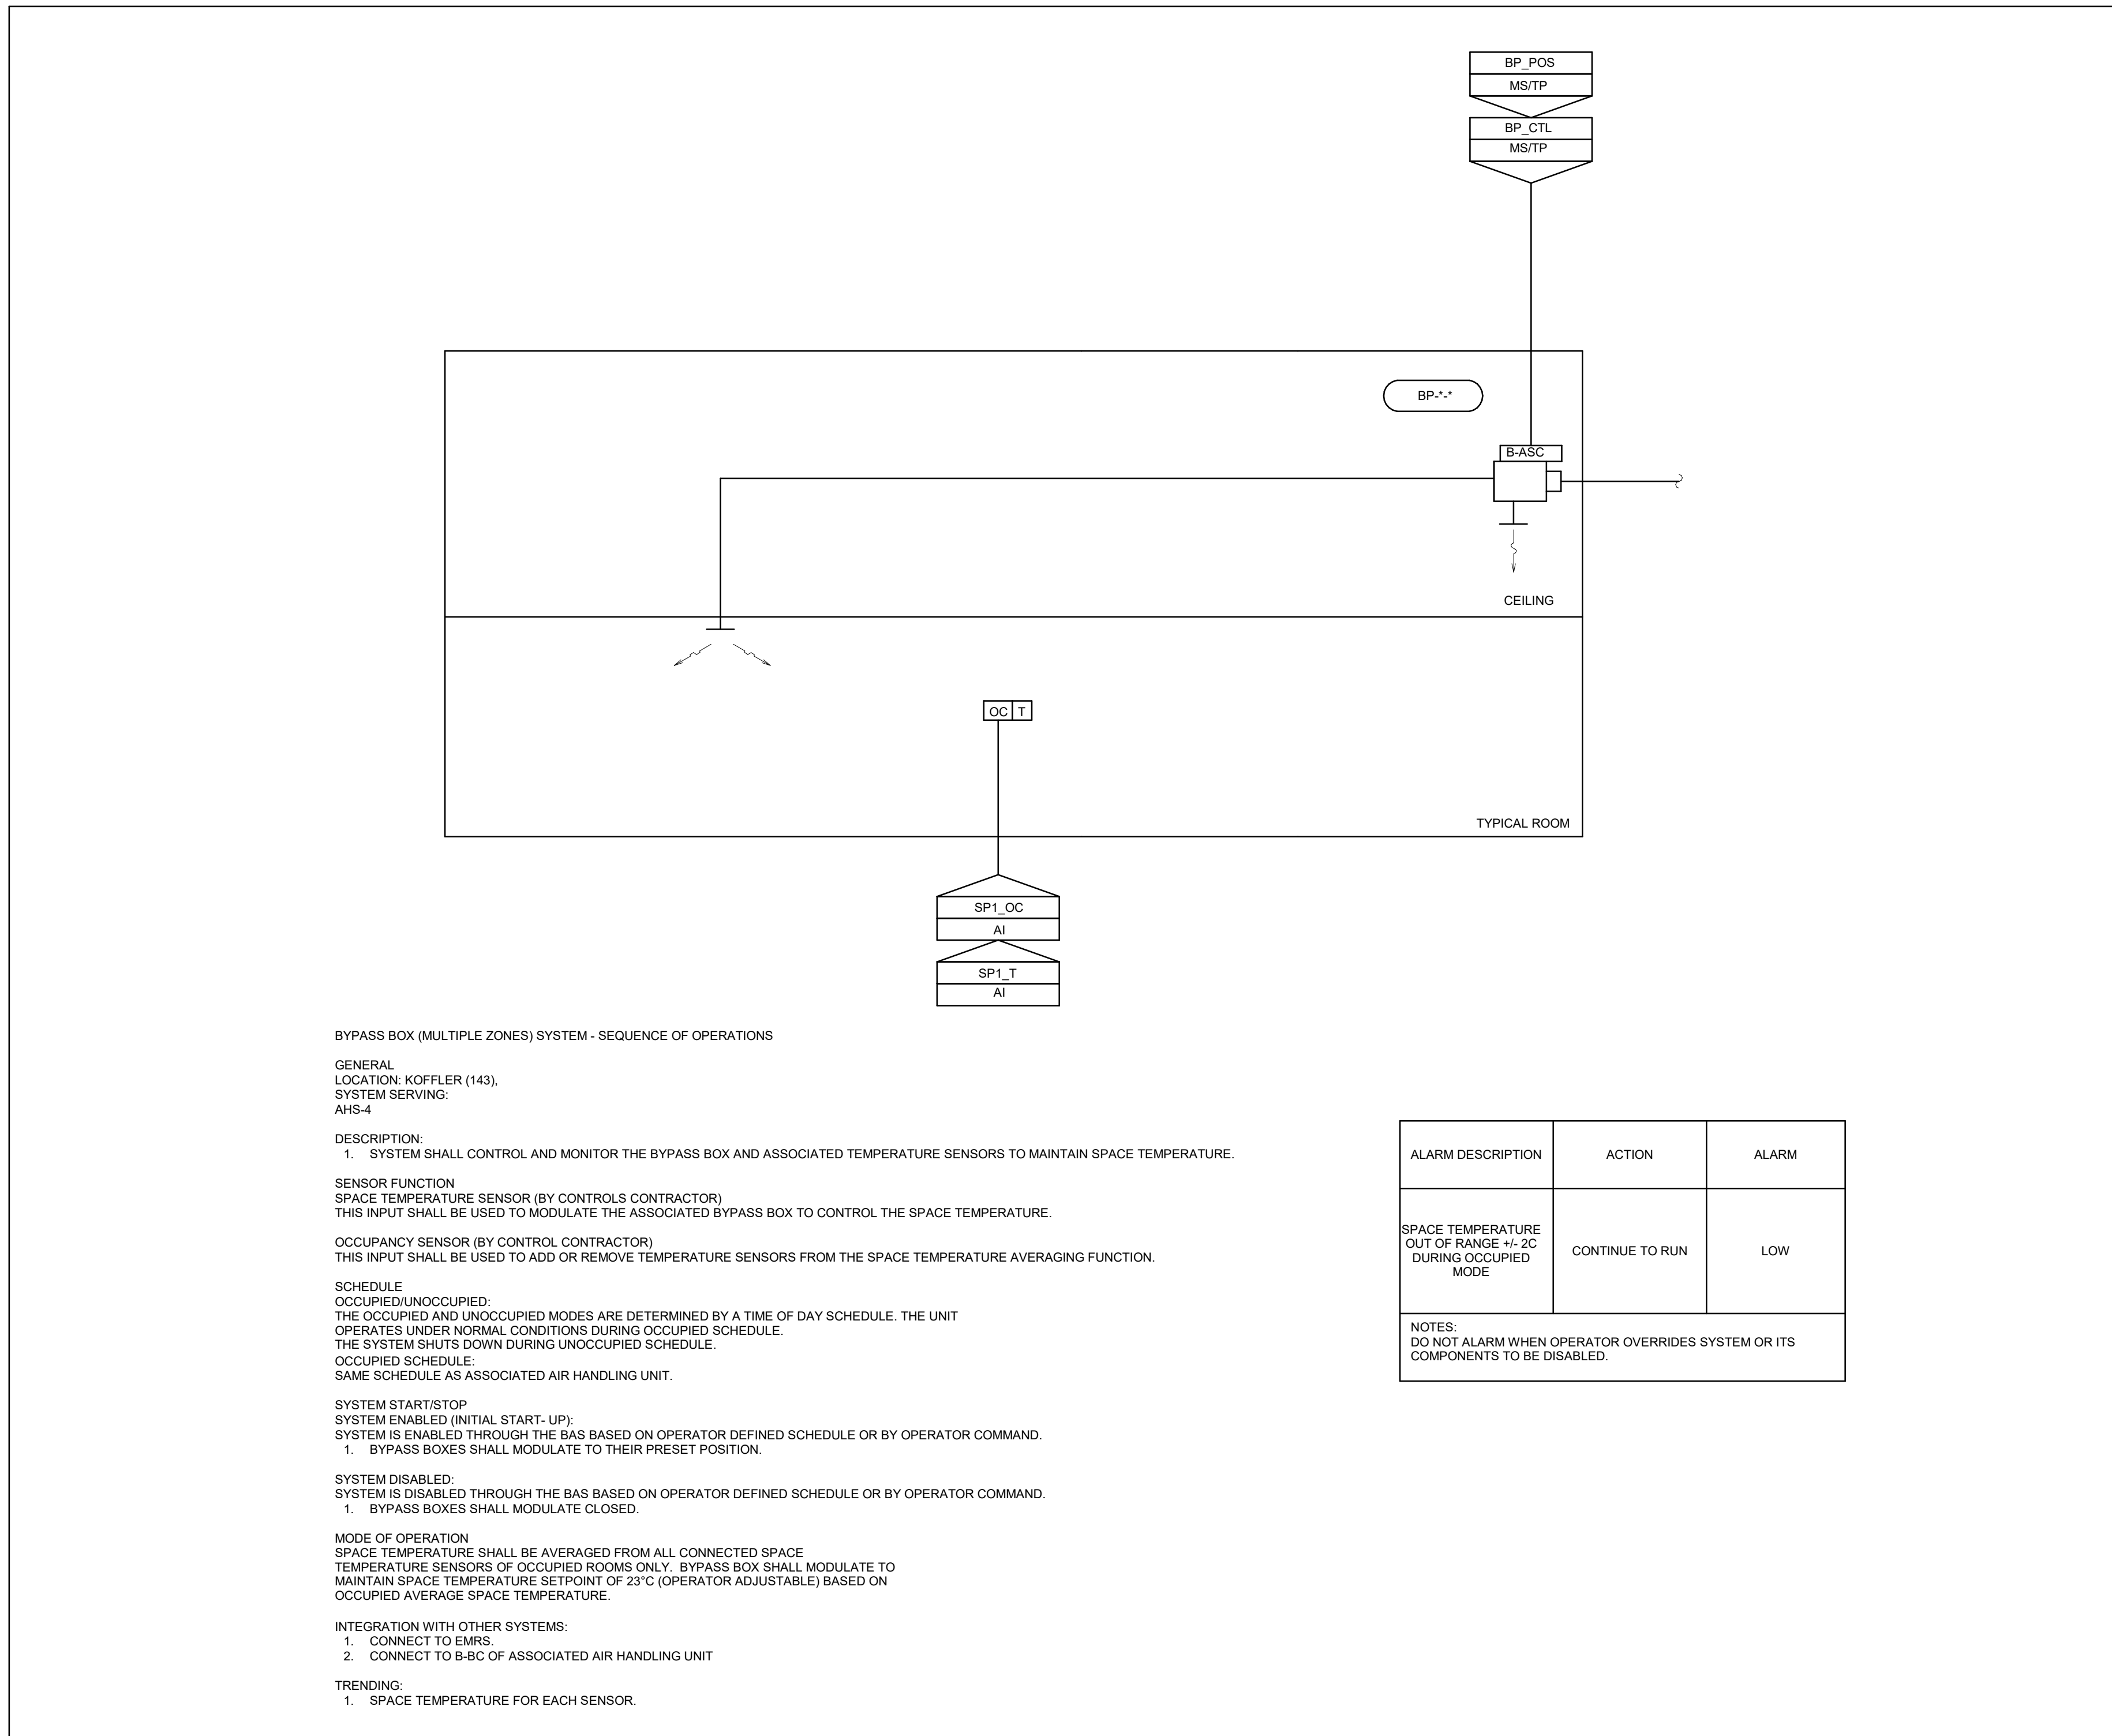 BP_POS
MS/TP
BP_CTL
MS/TP
BP-*-*
B-ASC
CEILING
OC T
TYPICAL ROOM
SP1_OC
AI
SP1_T
AI
BYPASS BOX (MULTIPLE ZONES) SYSTEM - SEQUENCE OF OPERATIONS
GENERAL
LOCATION: KOFFLER (143),
SYSTEM SERVING:
AHS-4
DESCRIPTION:
1. SYSTEM SHALL CONTROL AND MONITOR THE BYPASS BOX AND ASSOCIATED TEMPERATURE SENSORS TO MAINTAIN SPACE TEMPERATURE.
SENSOR FUNCTION
SPACE TEMPERATURE SENSOR (BY CONTROLS CONTRACTOR)
THIS INPUT SHALL BE USED TO MODULATE THE ASSOCIATED BYPASS BOX TO CONTROL THE SPACE TEMPERATURE.
OCCUPANCY SENSOR (BY CONTROL CONTRACTOR)
THIS INPUT SHALL BE USED TO ADD OR REMOVE TEMPERATURE SENSORS FROM THE SPACE TEMPERATURE AVERAGING FUNCTION.
SCHEDULE
OCCUPIED/UNOCCUPIED:
THE OCCUPIED AND UNOCCUPIED MODES ARE DETERMINED BY A TIME OF DAY SCHEDULE. THE UNIT
OPERATES UNDER NORMAL CONDITIONS DURING OCCUPIED SCHEDULE.
THE SYSTEM SHUTS DOWN DURING UNOCCUPIED SCHEDULE.
OCCUPIED SCHEDULE:
SAME SCHEDULE AS ASSOCIATED AIR HANDLING UNIT.
SYSTEM START/STOP
SYSTEM ENABLED (INITIAL START- UP):
SYSTEM IS ENABLED THROUGH THE BAS BASED ON OPERATOR DEFINED SCHEDULE OR BY OPERATOR COMMAND.
1. BYPASS BOXES SHALL MODULATE TO THEIR PRESET POSITION.
SYSTEM DISABLED:
SYSTEM IS DISABLED THROUGH THE BAS BASED ON OPERATOR DEFINED SCHEDULE OR BY OPERATOR COMMAND.
1. BYPASS BOXES SHALL MODULATE CLOSED.
MODE OF OPERATION
SPACE TEMPERATURE SHALL BE AVERAGED FROM ALL CONNECTED SPACE
TEMPERATURE SENSORS OF OCCUPIED ROOMS ONLY. BYPASS BOX SHALL MODULATE TO
MAINTAIN SPACE TEMPERATURE SETPOINT OF 23°C (OPERATOR ADJUSTABLE) BASED ON
OCCUPIED AVERAGE SPACE TEMPERATURE.
INTEGRATION WITH OTHER SYSTEMS:
1. CONNECT TO EMRS.
2. CONNECT TO B-BC OF ASSOCIATED AIR HANDLING UNIT
TRENDING:
1. SPACE TEMPERATURE FOR EACH SENSOR.
ALARM DESCRIPTION ACTION ALARM
SPACE TEMPERATURE
OUT OF RANGE +/- 2C
DURING OCCUPIED
MODE
CONTINUE TO RUN
LOW
NOTES:
DO NOT ALARM WHEN OPERATOR OVERRIDES SYSTEM OR ITS
COMPONENTS TO BE DISABLED.